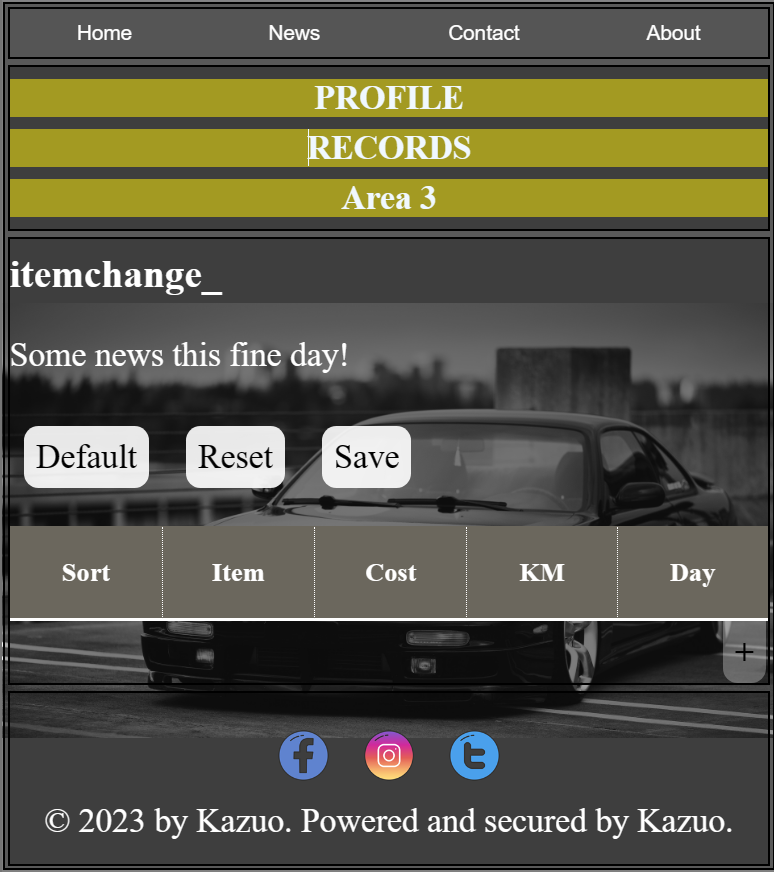 Home News Contact About
PROFILE
RECORDS
Area 3
itemchange_
Some news this fine day!
Default Reset Save
Sort Item Cost KM Day
+
© 2023 by Kazuo. Powered and secured by Kazuo.